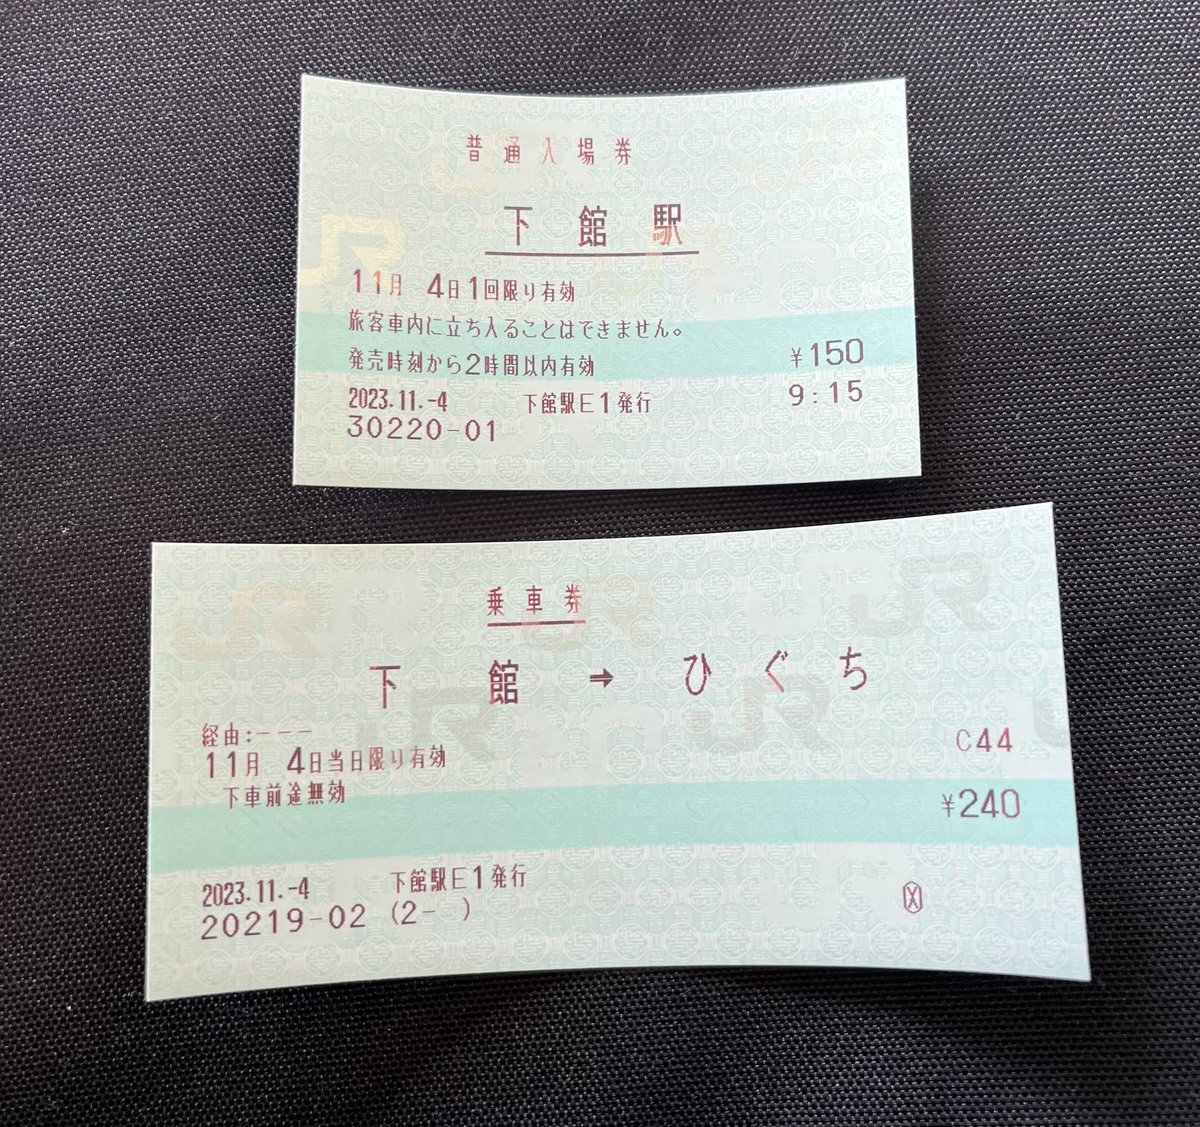 普通入場券
下館駅
11月 4日1回限り有効
旅客車内に立ち入ることはできません。
発売時刻から2時間以内有効 ¥150
2023.11.-4 下館駅E1発行 9:15
30220-01
乗車券
下館→ひぐち
経由:---
C44
11月 4日当日限り有効
下車前途無効
¥240
2023.11.-4 下館駅E1発行
20219-02 (2- )
JR
JR
JR
JR
JR